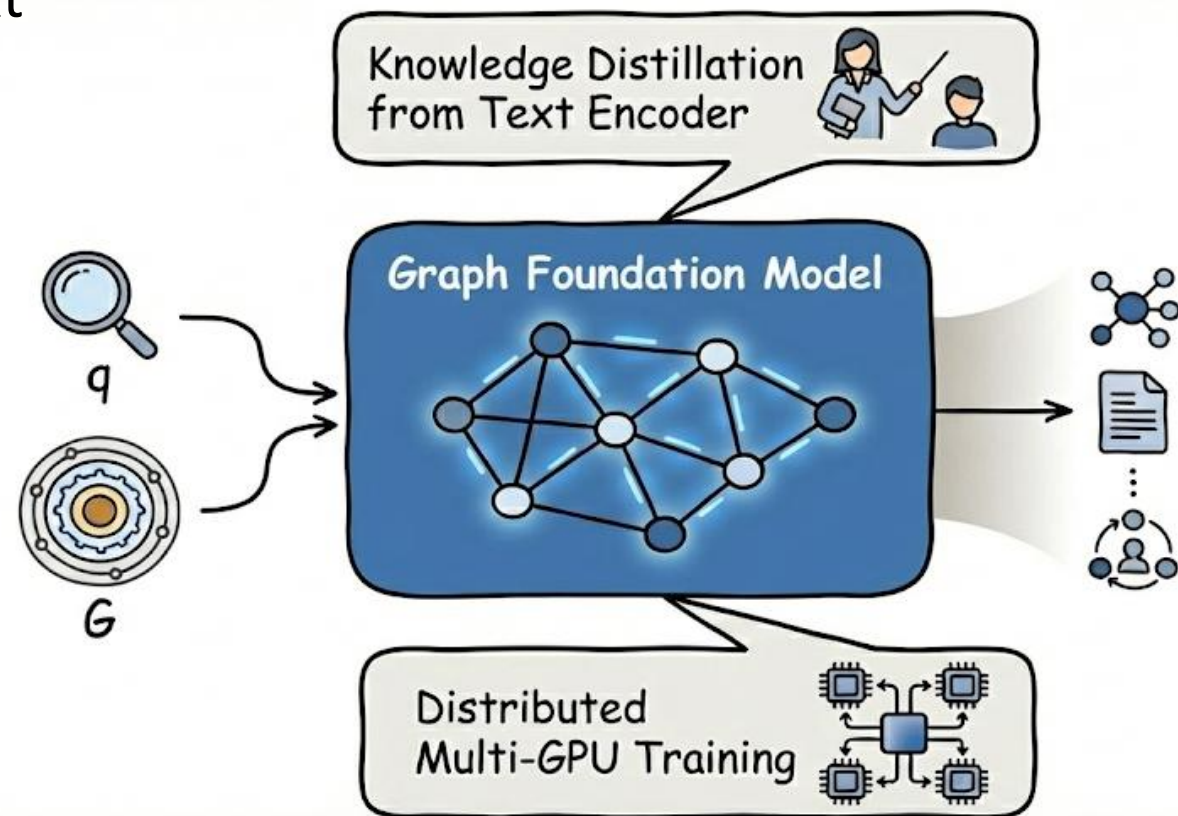 Knowledge Distillation
from Text Encoder
Graph Foundation Model
q
G
Distributed
Multi-GPU Training